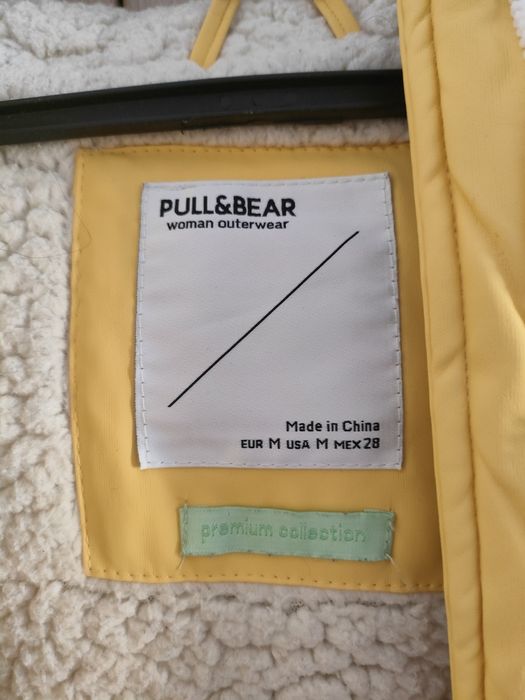 PULL&BEAR
woman outerwear
Made in China
EUR M USA M MEX 28
premium collection